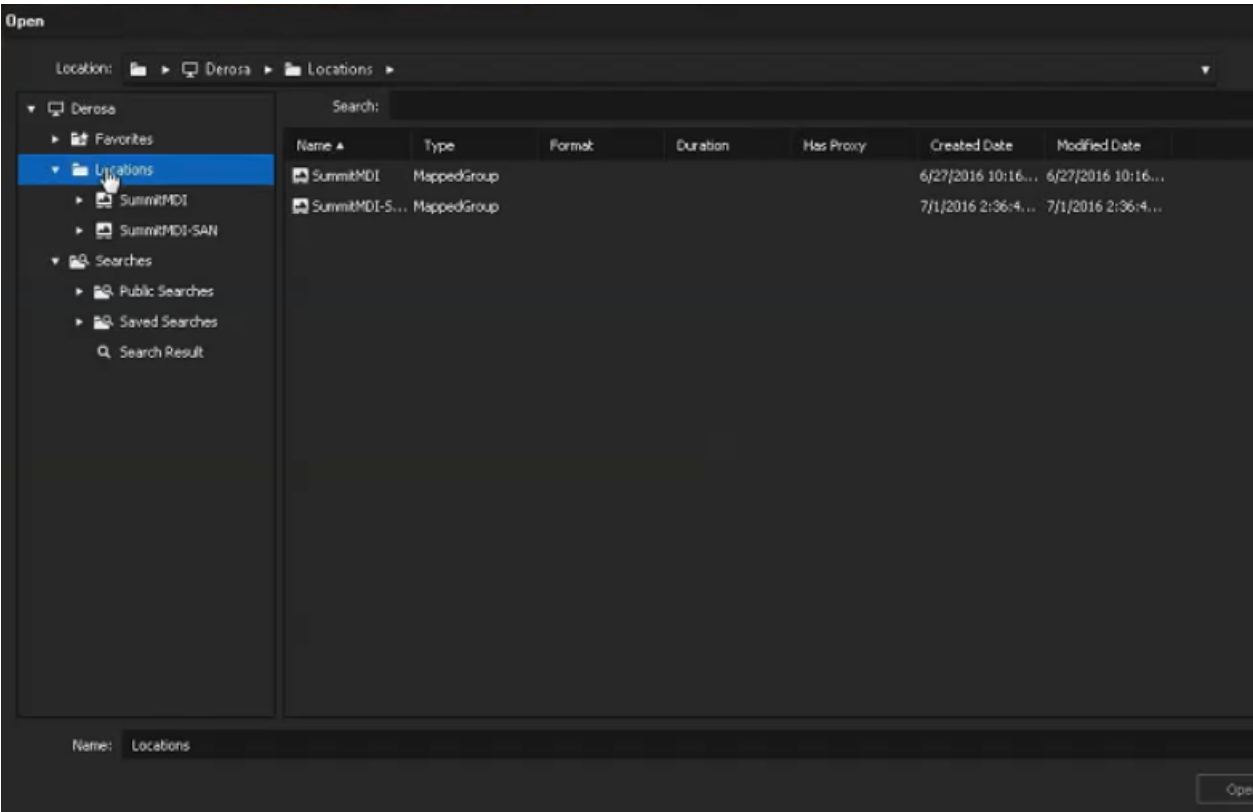 Open
Location: Derosa Locations
Derosa
Search:
Favorites
Name Type Format Duration Has Proxy Created Date Modified Date
Locations
SummitMDI MappedGroup 6/27/2016 10:16... 6/27/2016 10:16...
SummitMDI
SummitMDI-S... MappedGroup 7/1/2016 2:36:4... 7/1/2016 2:36:4...
SummitMDI-SAN
Searches
Public Searches
Saved Searches
Search Result
Name: Locations
Ope